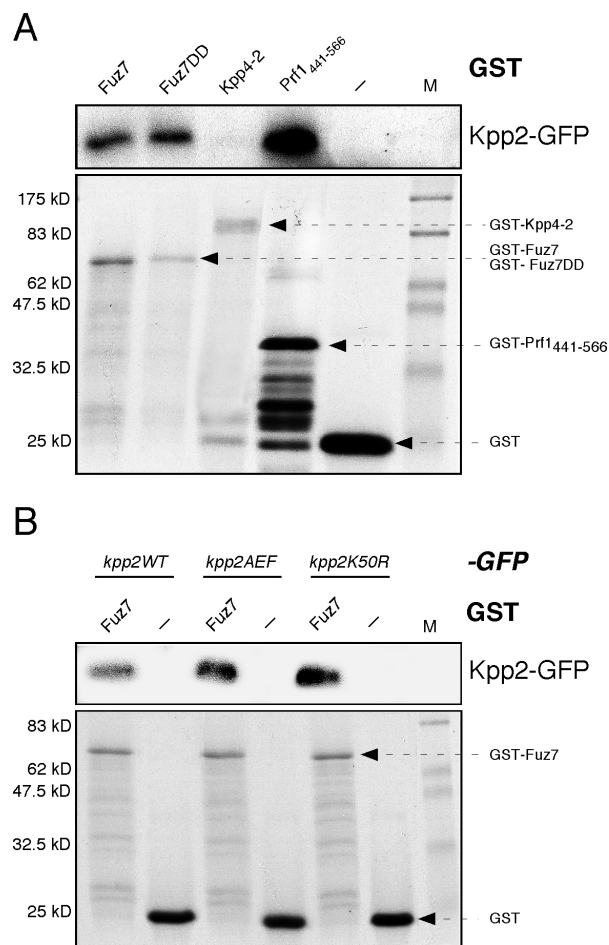 A
Fuz7 Fuz7DD Kpp4-2 Prf1441-566 – GST M
Kpp2-GFP
175 kD
83 kD
62 kD
47.5 kD
32.5 kD
25 kD
GST-Kpp4-2
GST-Fuz7
GST- Fuz7DD
GST-Prf1441-566
GST
B
kpp2WT kpp2AEF kpp2K50R -GFP
Fuz7 – Fuz7 – Fuz7 – GST M
Kpp2-GFP
83 kD
62 kD
47.5 kD
32.5 kD
25 kD
GST-Fuz7
GST